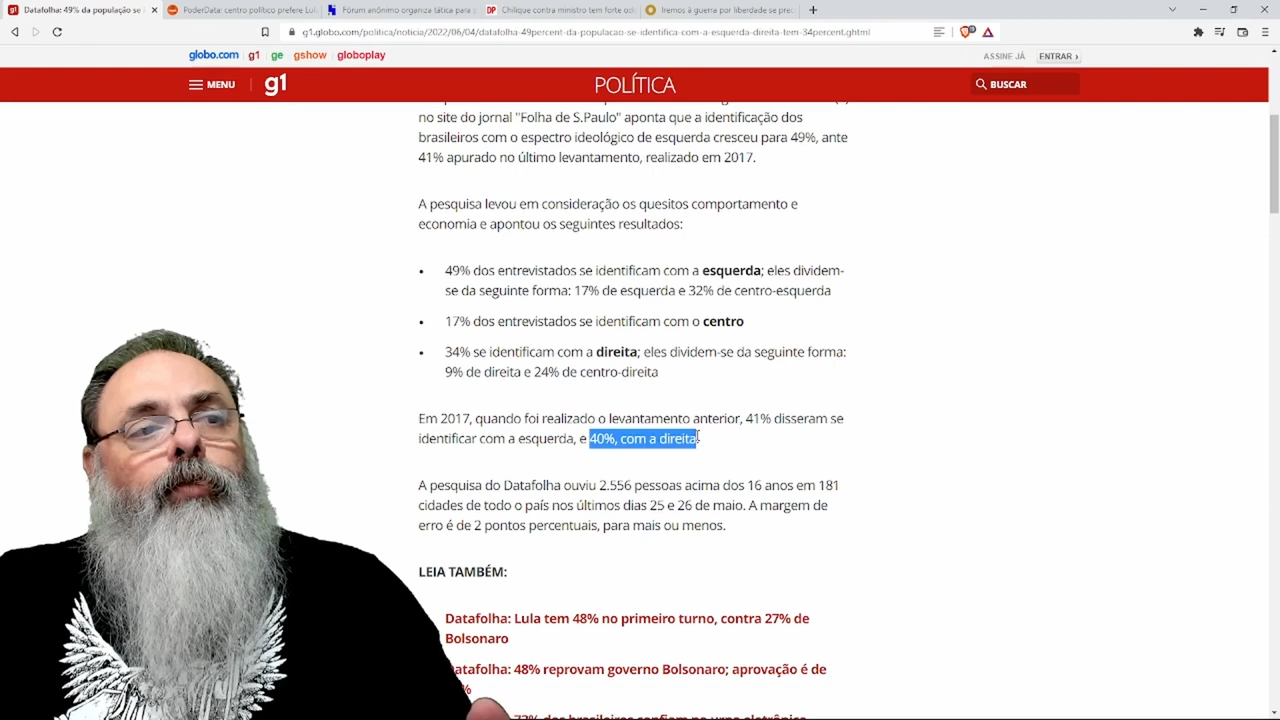 Datafolha: 49% da população se i
PoderData: centro político prefere Lul
Fórum anônimo organiza tática para
Chilique contra ministro tem forte od
Iremos à guerra por liberdade se prec
g1.globo.com/politica/noticia/2022/06/04/datafolha-49percent-da-populacao-se-identifica-com-a-esquerda-direita-tem-34percent.ghtml
globo.com g1 ge gshow globoplay
ASSINE JÁ ENTRAR ›
MENU g1 POLÍTICA BUSCAR
no site do jornal "Folha de S.Paulo" aponta que a identificação dos
brasileiros com o espectro ideológico de esquerda cresceu para 49%, ante
41% apurado no último levantamento, realizado em 2017.
A pesquisa levou em consideração os quesitos comportamento e
economia e apontou os seguintes resultados:
• 49% dos entrevistados se identificam com a esquerda; eles dividem-
se da seguinte forma: 17% de esquerda e 32% de centro-esquerda
• 17% dos entrevistados se identificam com o centro
• 34% se identificam com a direita; eles dividem-se da seguinte forma:
9% de direita e 24% de centro-direita
Em 2017, quando foi realizado o levantamento anterior, 41% disseram se
identificar com a esquerda, e 40%, com a direita
A pesquisa do Datafolha ouviu 2.556 pessoas acima dos 16 anos em 181
cidades de todo o país nos últimos dias 25 e 26 de maio. A margem de
erro é de 2 pontos percentuais, para mais ou menos.
LEIA TAMBÉM:
Datafolha: Lula tem 48% no primeiro turno, contra 27% de
Bolsonaro
atafolha: 48% reprovam governo Bolsonaro; aprovação é de
%